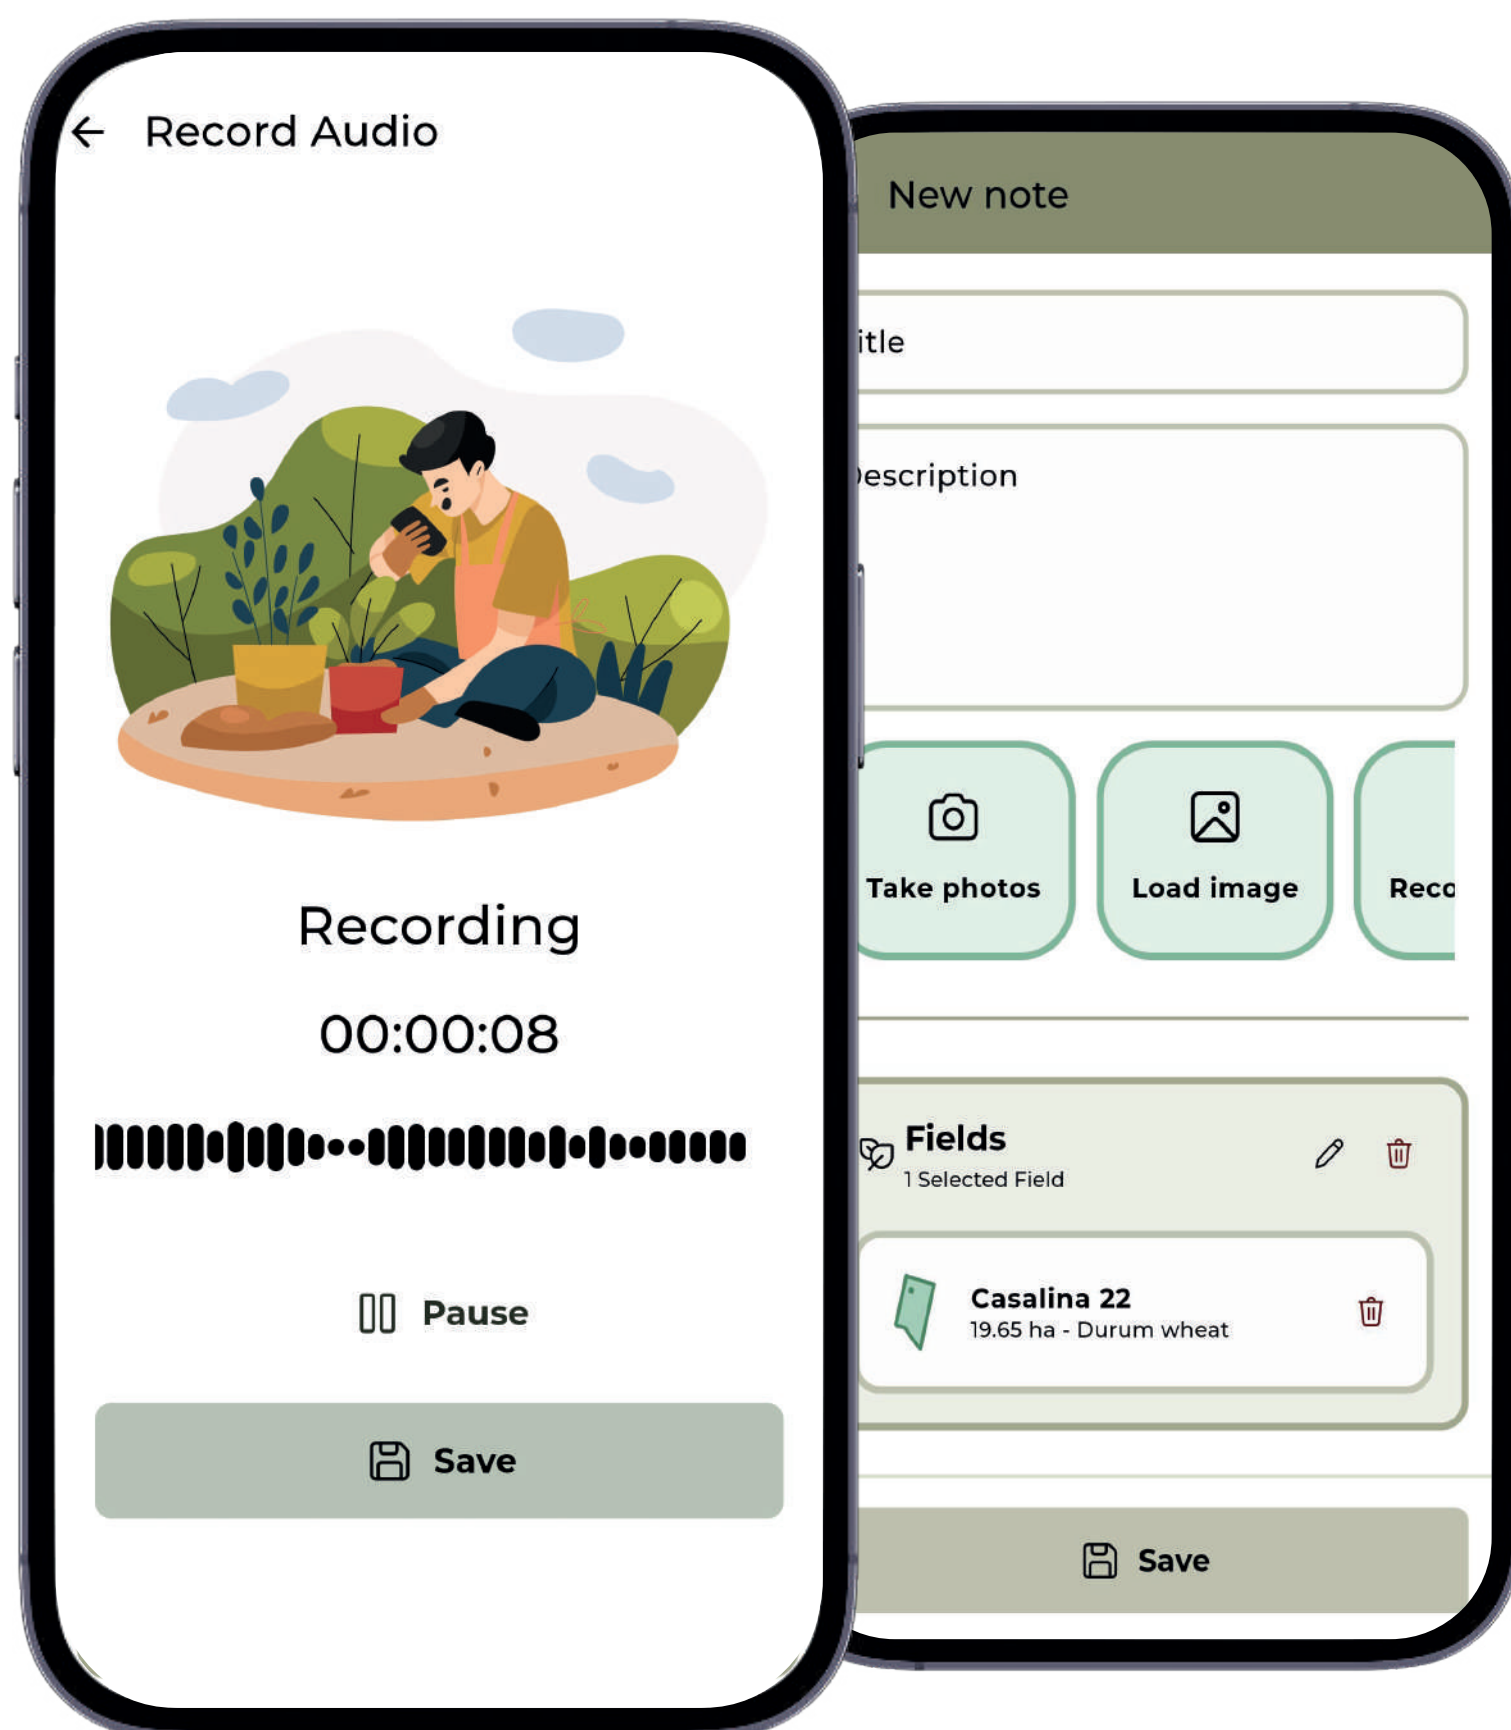 Record Audio
Recording
00:00:08
Pause
Save
New note
itle
escription
Take photos
Load image
Reco
Fields
1 Selected Field
Casalina 22
19.65 ha - Durum wheat
Save